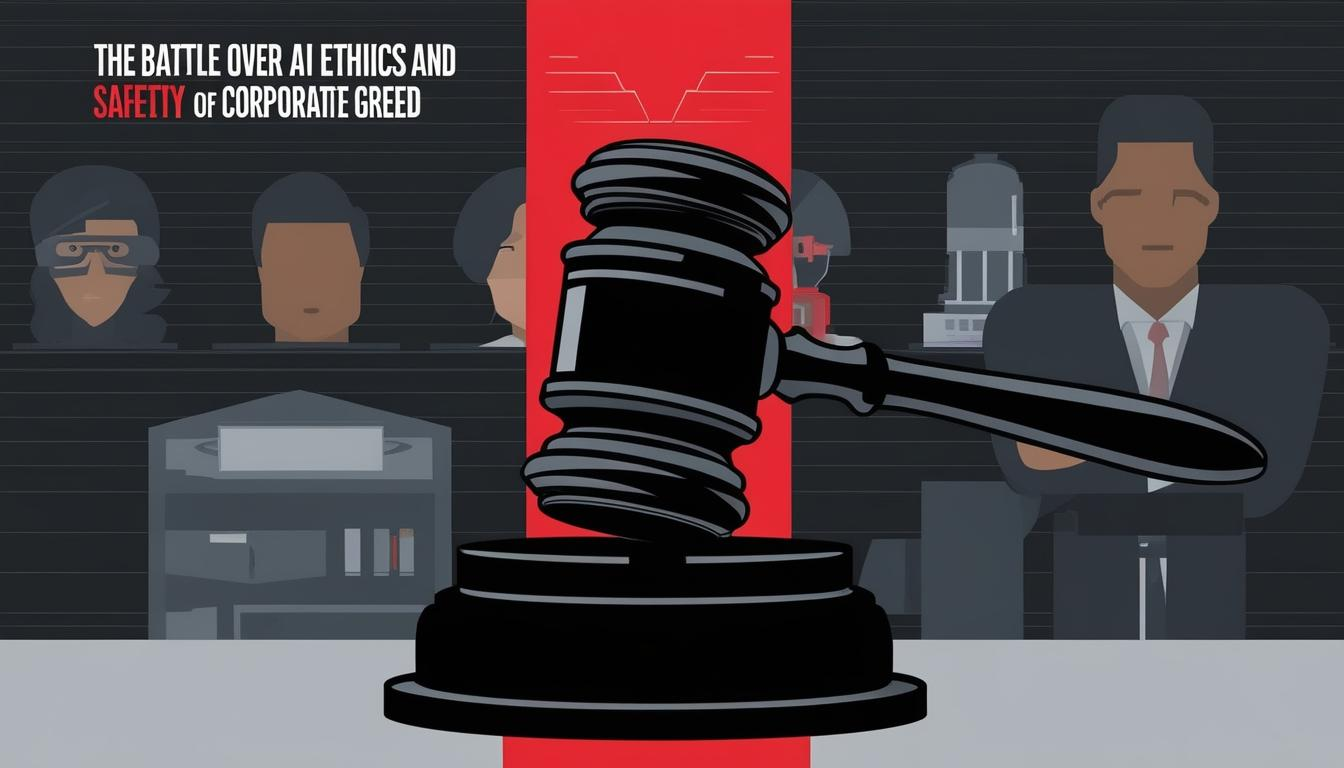 THE BATTLE OVER AI ETHIICS AND
SAFETTY OF CORPORATTE GREED